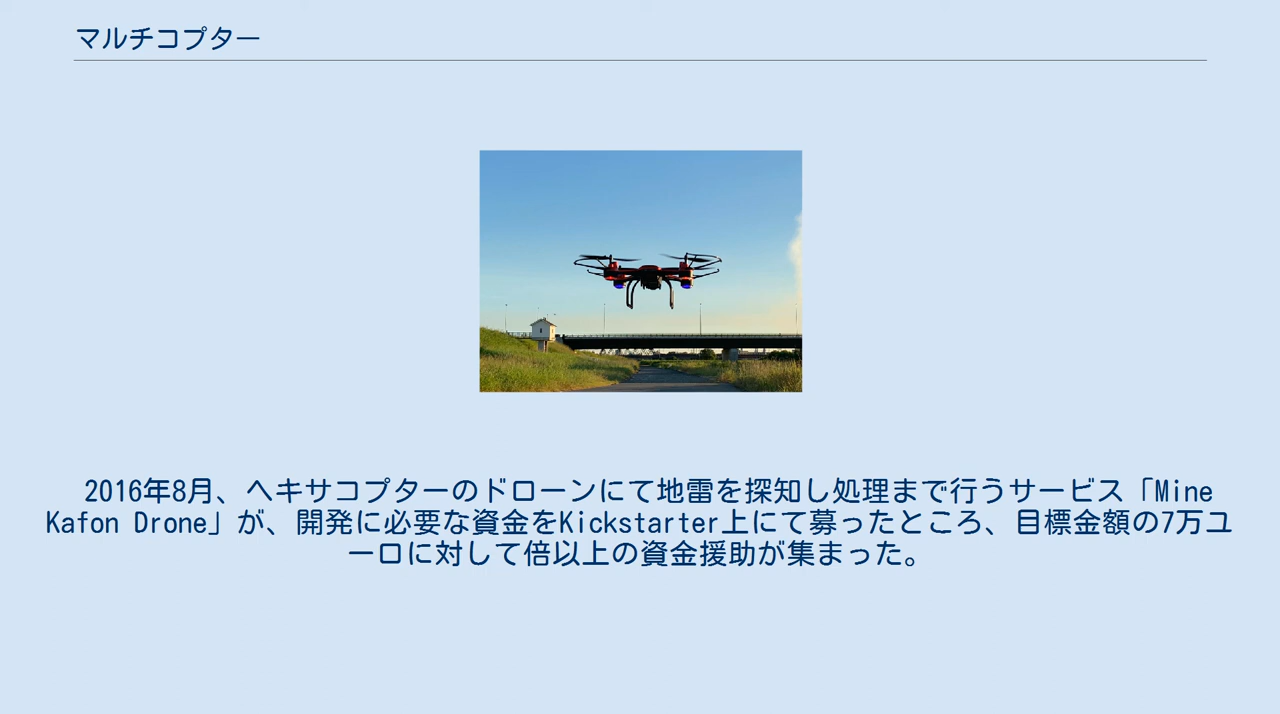 マルチコプター
2016年8月、ヘキサコプターのドローンにて地雷を探知し処理まで行うサービス「Mine
Kafon Drone」が、開発に必要な資金をKickstarter上にて募ったところ、目標金額の7万ユ
ーロに対して倍以上の資金援助が集まった。